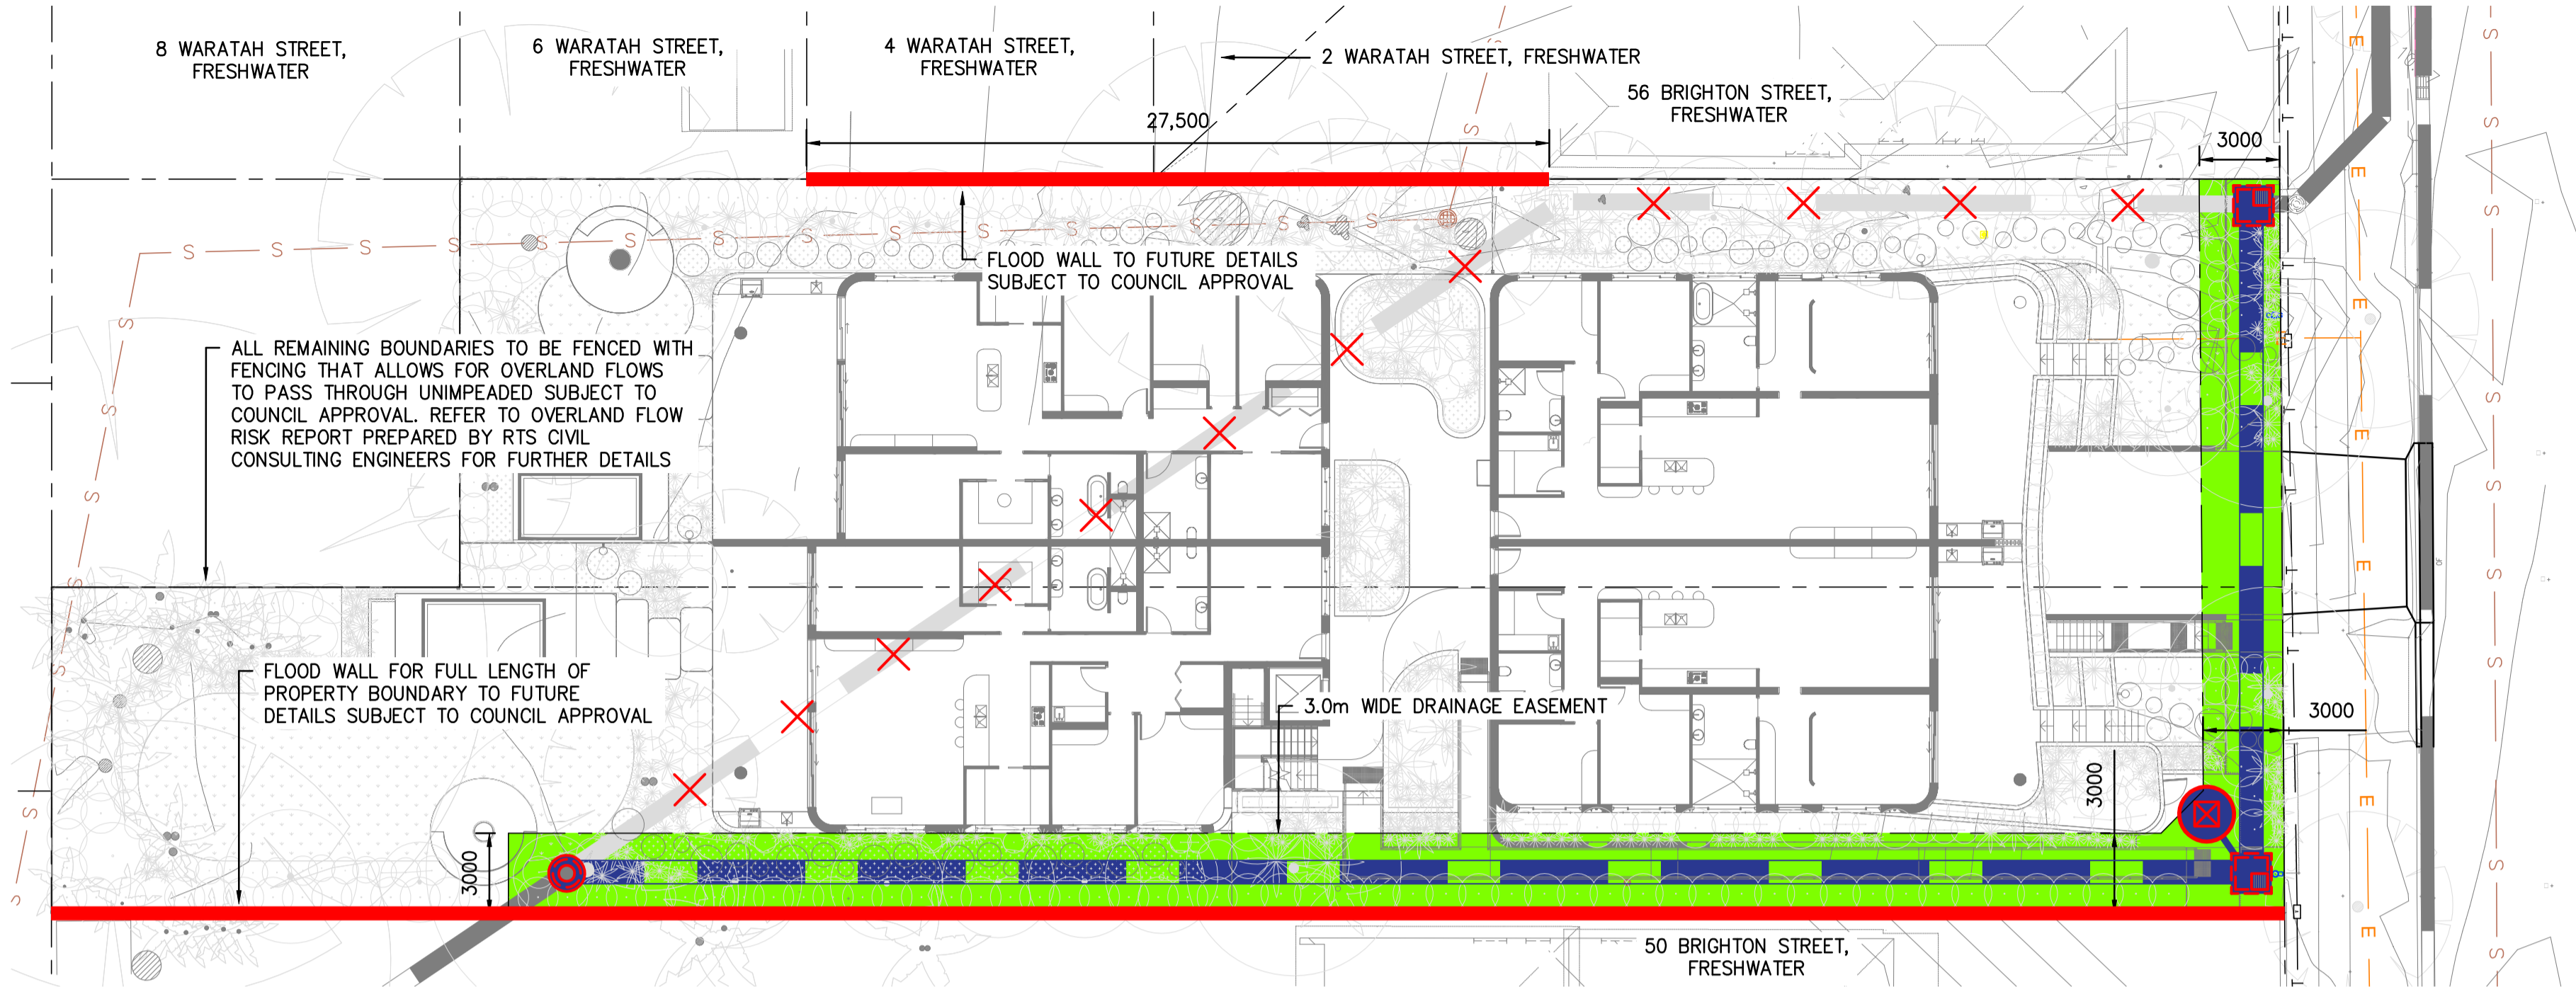 8 WARATAH STREET,
FRESHWATER
6 WARATAH STREET,
FRESHWATER
4 WARATAH STREET,
FRESHWATER
2 WARATAH STREET, FRESHWATER
56 BRIGHTON STREET,
FRESHWATER
27,500
3000
FLOOD WALL TO FUTURE DETAILS
SUBJECT TO COUNCIL APPROVAL
ALL REMAINING BOUNDARIES TO BE FENCED WITH
FENCING THAT ALLOWS FOR OVERLAND FLOWS
TO PASS THROUGH UNIMPEADED SUBJECT TO
COUNCIL APPROVAL. REFER TO OVERLAND FLOW
RISK REPORT PREPARED BY RTS CIVIL
CONSULTING ENGINEERS FOR FURTHER DETAILS
FLOOD WALL FOR FULL LENGTH OF
PROPERTY BOUNDARY TO FUTURE
DETAILS SUBJECT TO COUNCIL APPROVAL
3.0m WIDE DRAINAGE EASEMENT
3000
3000
3000
50 BRIGHTON STREET,
FRESHWATER